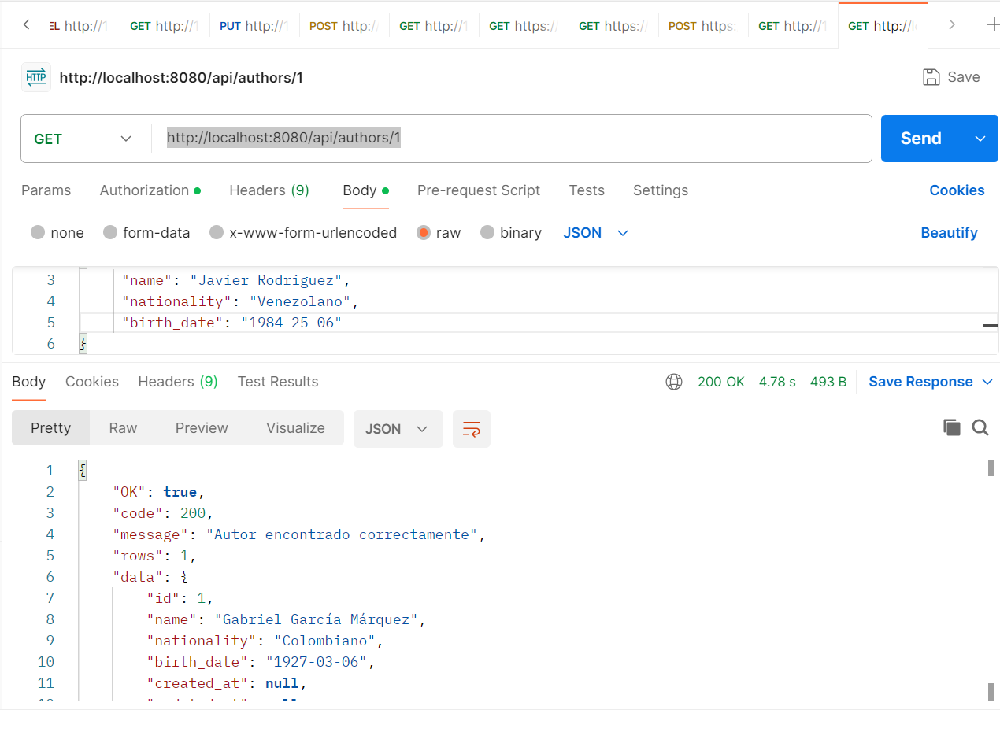 EL http://1 GET http://1 PUT http://1 POST http:/ GET http://1 GET https:/ GET https:/ POST https: GET http://1 GET http://l
HTTP http://localhost:8080/api/authors/1 Save
GET http://localhost:8080/api/authors/1 Send
Params Authorization Headers (9) Body Pre-request Script Tests Settings Cookies
none form-data x-www-form-urlencoded raw binary JSON Beautify
3 "name": "Javier Rodriguez",
4 "nationality": "Venezolano",
5 "birth_date": "1984-25-06"
6 }
Body Cookies Headers (9) Test Results 200 OK 4.78 s 493 B Save Response
Pretty Raw Preview Visualize JSON
1 {
2 "OK": true,
3 "code": 200,
4 "message": "Autor encontrado correctamente",
5 "rows": 1,
6 "data": {
7 "id": 1,
8 "name": "Gabriel García Márquez",
9 "nationality": "Colombiano",
10 "birth_date": "1927-03-06",
11 "created_at": null,